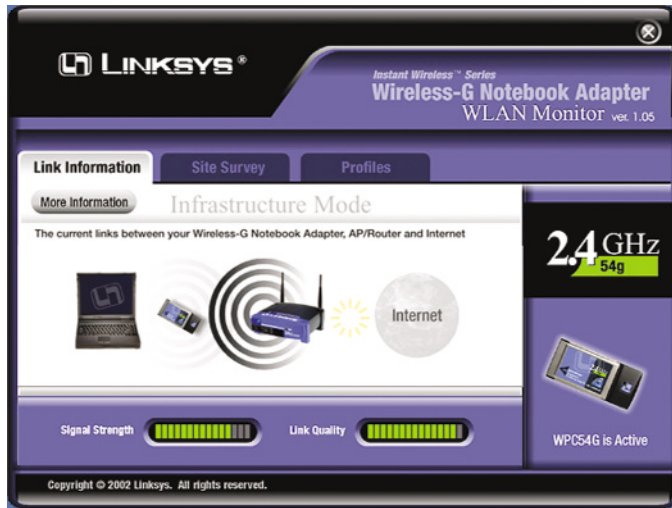 LINKSYS®
Instant Wireless™ Series
Wireless-G Notebook Adapter
WLAN Monitor ver. 1.05
Link Information
Site Survey
Profiles
More Information
Infrastructure Mode
The current links between your Wireless-G Notebook Adapter, AP/Router and Internet
2.4 GHz
54g
Internet
Signal Strength
Link Quality
WPC54G is Active
Copyright © 2002 Linksys. All rights reserved.